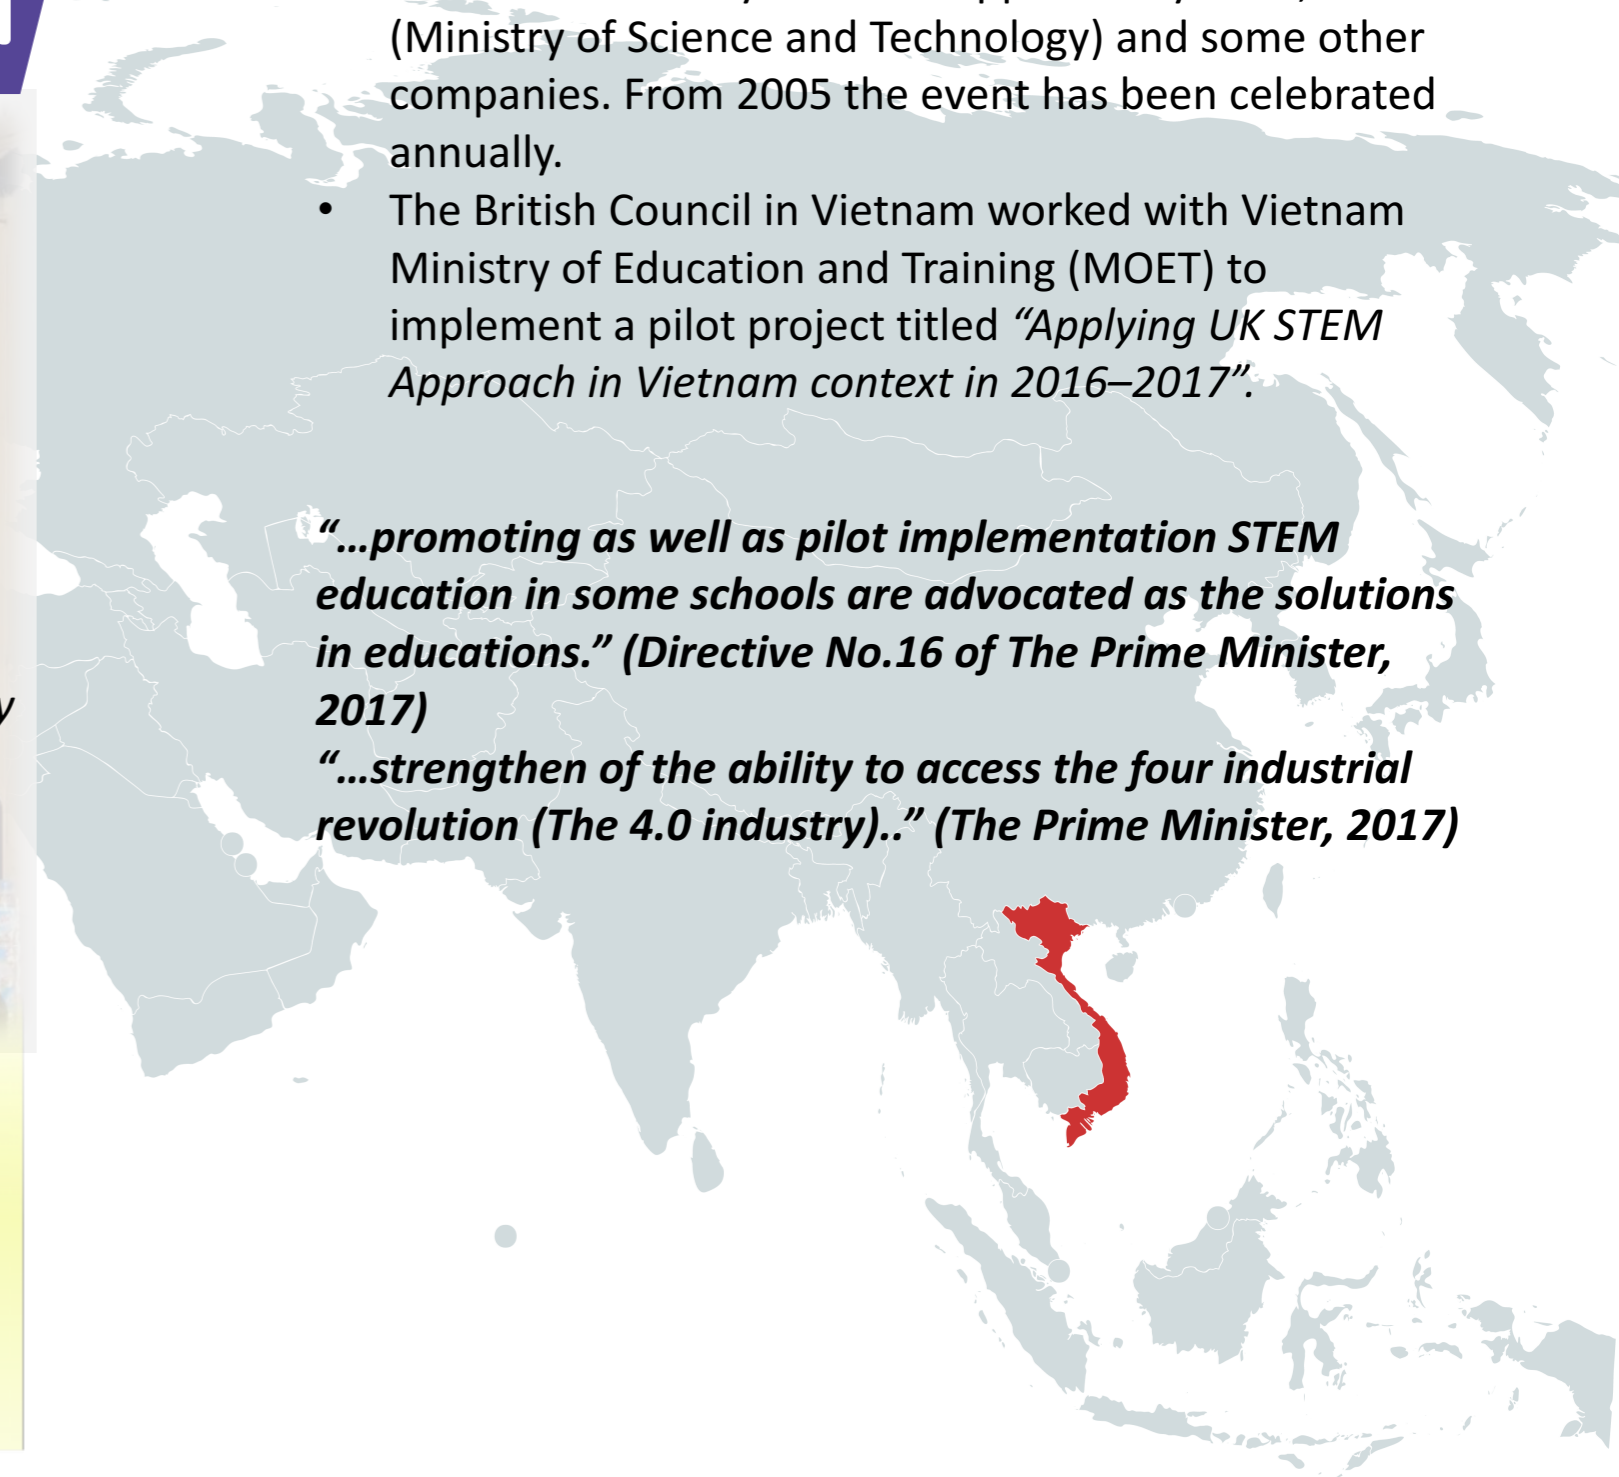 (Ministry of Science and Technology) and some other
companies. From 2005 the event has been celebrated
annually.
• The British Council in Vietnam worked with Vietnam
Ministry of Education and Training (MOET) to
implement a pilot project titled “Applying UK STEM
Approach in Vietnam context in 2016–2017”.
“…promoting as well as pilot implementation STEM
education in some schools are advocated as the solutions
in educations.” (Directive No.16 of The Prime Minister,
2017)
“…strengthen of the ability to access the four industrial
revolution (The 4.0 industry)..” (The Prime Minister, 2017)